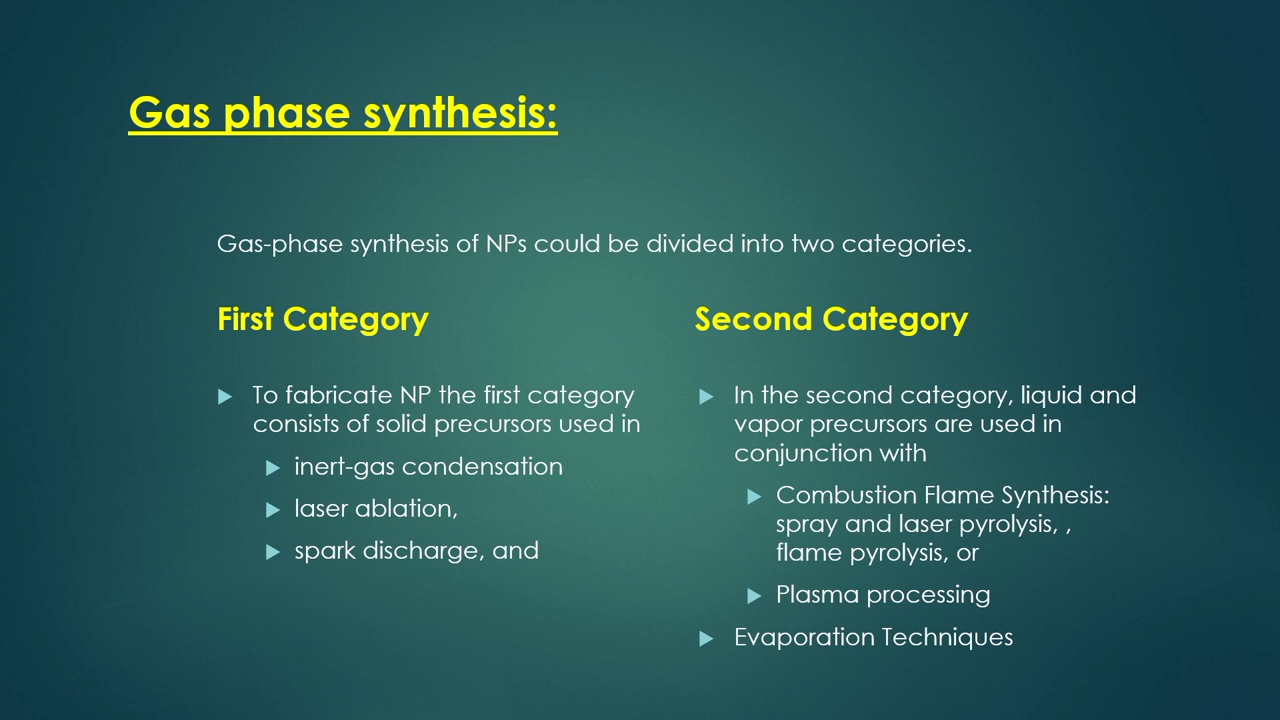 Gas phase synthesis:
Gas-phase synthesis of NPs could be divided into two categories.
First Category
To fabricate NP the first category
consists of solid precursors used in
inert-gas condensation
laser ablation,
spark discharge, and
Second Category
In the second category, liquid and
vapor precursors are used in
conjunction with
Combustion Flame Synthesis:
spray and laser pyrolysis, ,
flame pyrolysis, or
Plasma processing
Evaporation Techniques